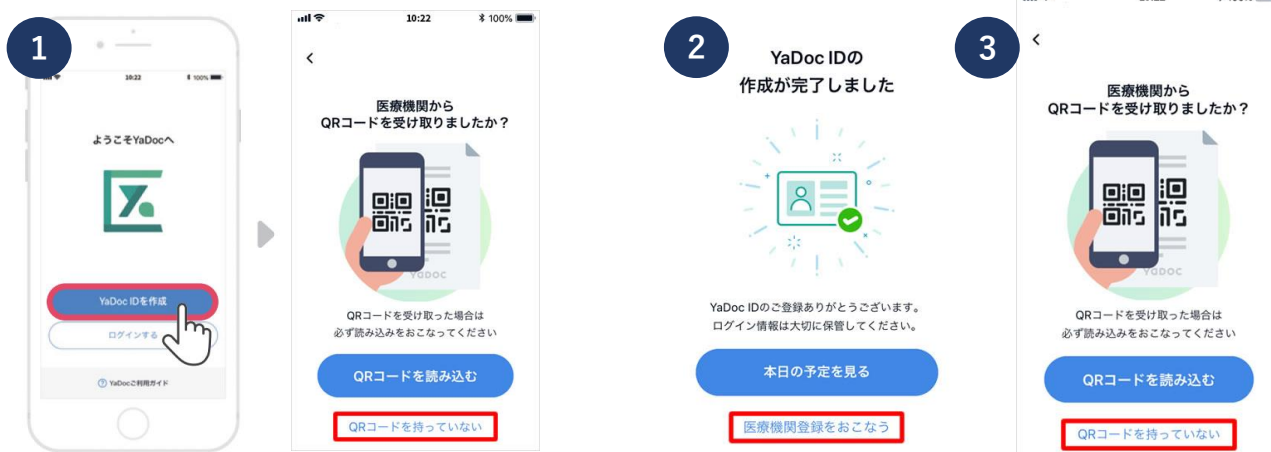 1
10:22
100%
ようこそYaDocへ
YaDoc IDを作成
ログインする
? YaDocご利用ガイド
10:22
100%
<
医療機関から
QRコードを受け取りましたか？
YaDOC
QRコードを受け取った場合は
必ず読み込みをおこなってください
QRコードを読み込む
QRコードを持っていない
2
YaDoc IDの
作成が完了しました
YaDoc IDのご登録ありがとうございます。
ログイン情報は大切に保管してください。
本日の予定を見る
医療機関登録をおこなう
3
<
医療機関から
QRコードを受け取りましたか？
YaDOC
QRコードを受け取った場合は
必ず読み込みをおこなってください
QRコードを読み込む
QRコードを持っていない